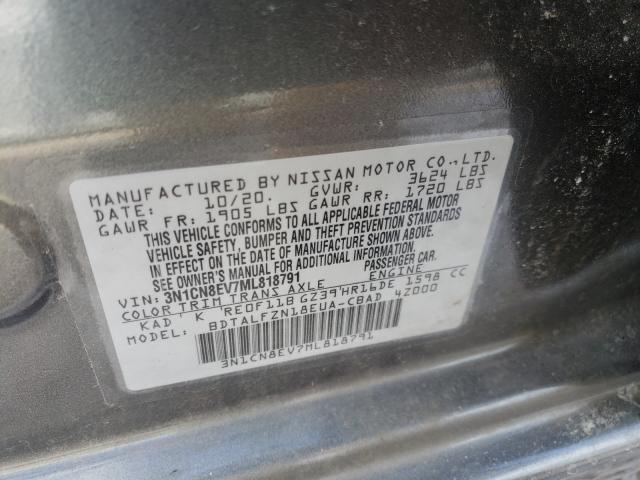 MANUFACTURED BY NISSAN MOTOR CO.,LTD.
DATE: 10/20. GVWR: 3624 LBS
GAWR FR: 1905 LBS GAWR RR: 1720 LBS
THIS VEHICLE CONFORMS TO ALL APPLICABLE FEDERAL MOTOR
VEHICLE SAFETY, BUMPER AND THEFT PREVENTION STANDARDS
IN EFFECT ON THE DATE OF MANUFACTURE SHOWN ABOVE.
SEE OWNER'S MANUAL FOR ADDITIONAL INFORMATION.
VIN: 3N1CN8EV7ML818791 PASSENGER CAR.
COLOR TRIM TRANS AXLE ENGINE
KAD K RE0F11B GZ39 HR16DE 1598 CC
BDTALFZN18EUA-CBAD 4Z000
3N1CN8EV7ML818791